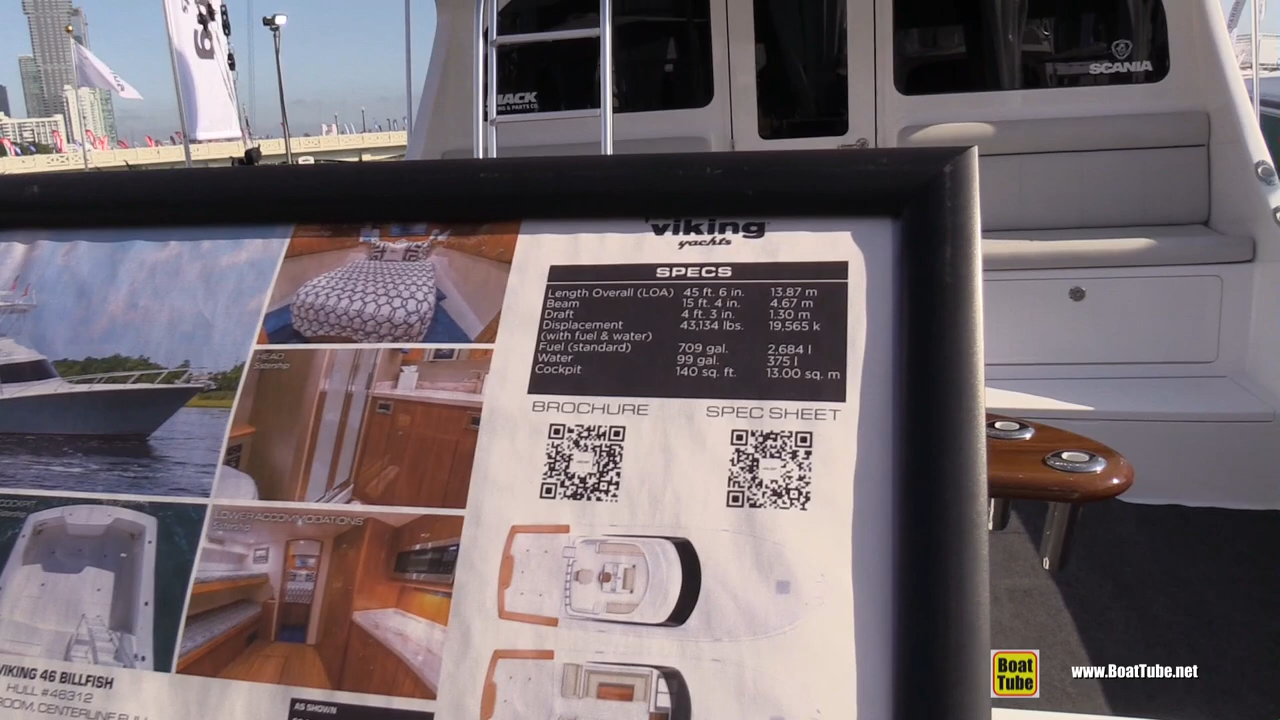 SCANIA
viking
yachts
SPECS
Length Overall (LOA) 45 ft. 6 in. 13.87 m
Beam 15 ft. 4 in. 4.67 m
Draft 4 ft. 3 in. 1.30 m
Displacement 43,134 lbs. 19.565 k
(with fuel & water)
Fuel (standard) 709 gal. 2,684 l
Water 99 gal. 375 l
Cockpit 140 sq. ft. 13.00 sq. m
BROCHURE SPEC SHEET
HEAD
Sistership
LOWER ACCOMMODATIONS
Sistership
VIKING 46 BILLFISH
HULL #46312
CENTERLINE
AS SHOWN
Boat
Tube
www.BoatTube.net